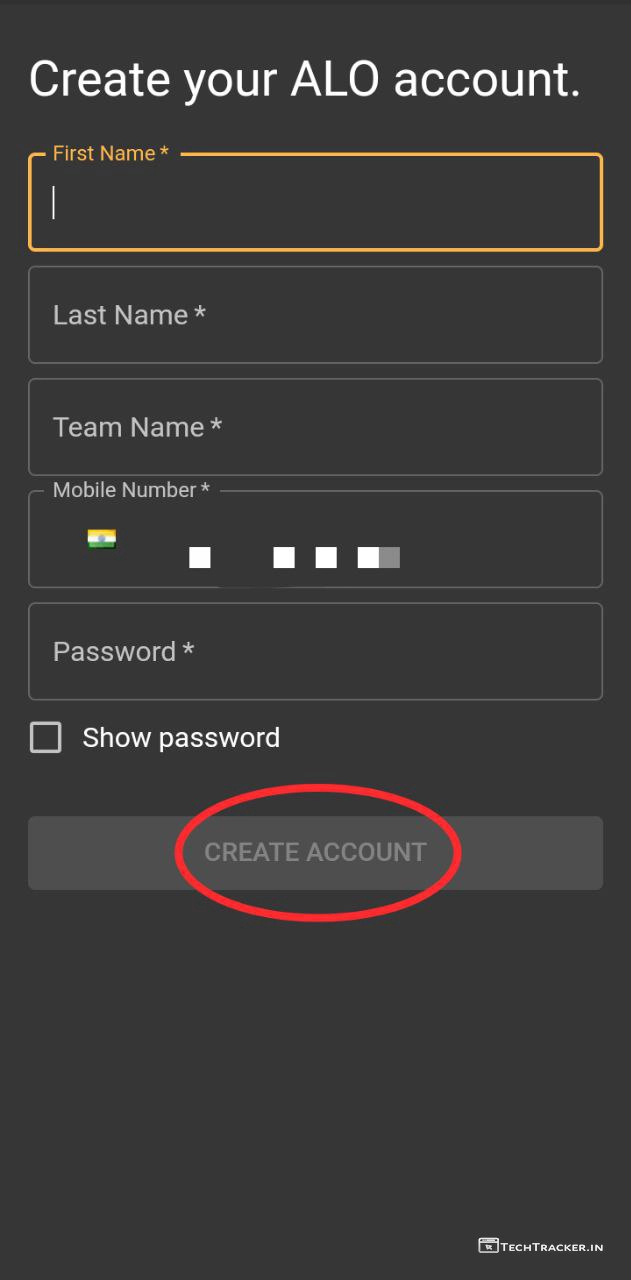 Create your ALO account.
First Name *
Last Name *
Team Name *
Mobile Number *
Password *
Show password
CREATE ACCOUNT
TECHTRACKER.IN